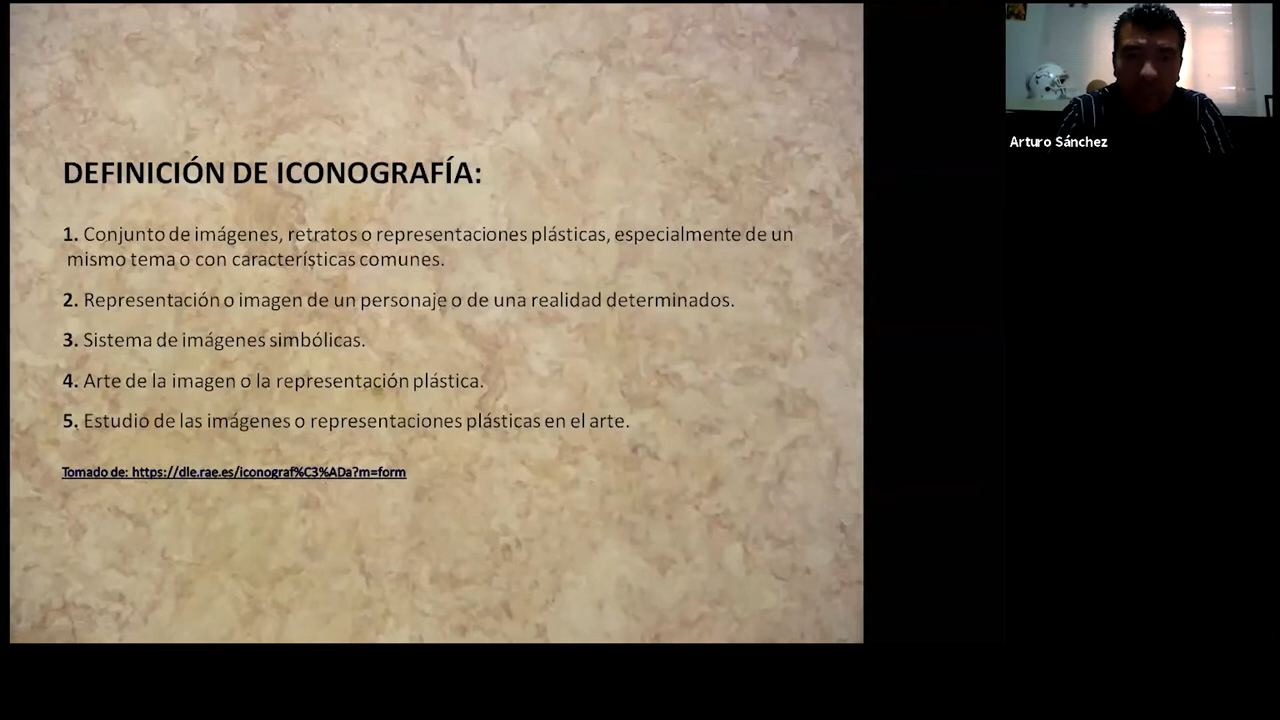 DEFINICIÓN DE ICONOGRAFÍA:
1. Conjunto de imágenes, retratos o representaciones plásticas, especialmente de un
mismo tema o con características comunes.
2. Representación o imagen de un personaje o de una realidad determinados.
3. Sistema de imágenes simbólicas.
4. Arte de la imagen o la representación plástica.
5. Estudio de las imágenes o representaciones plásticas en el arte.
Tomado de: https://dle.rae.es/iconograf%C3%ADa?m=form
Arturo Sánchez